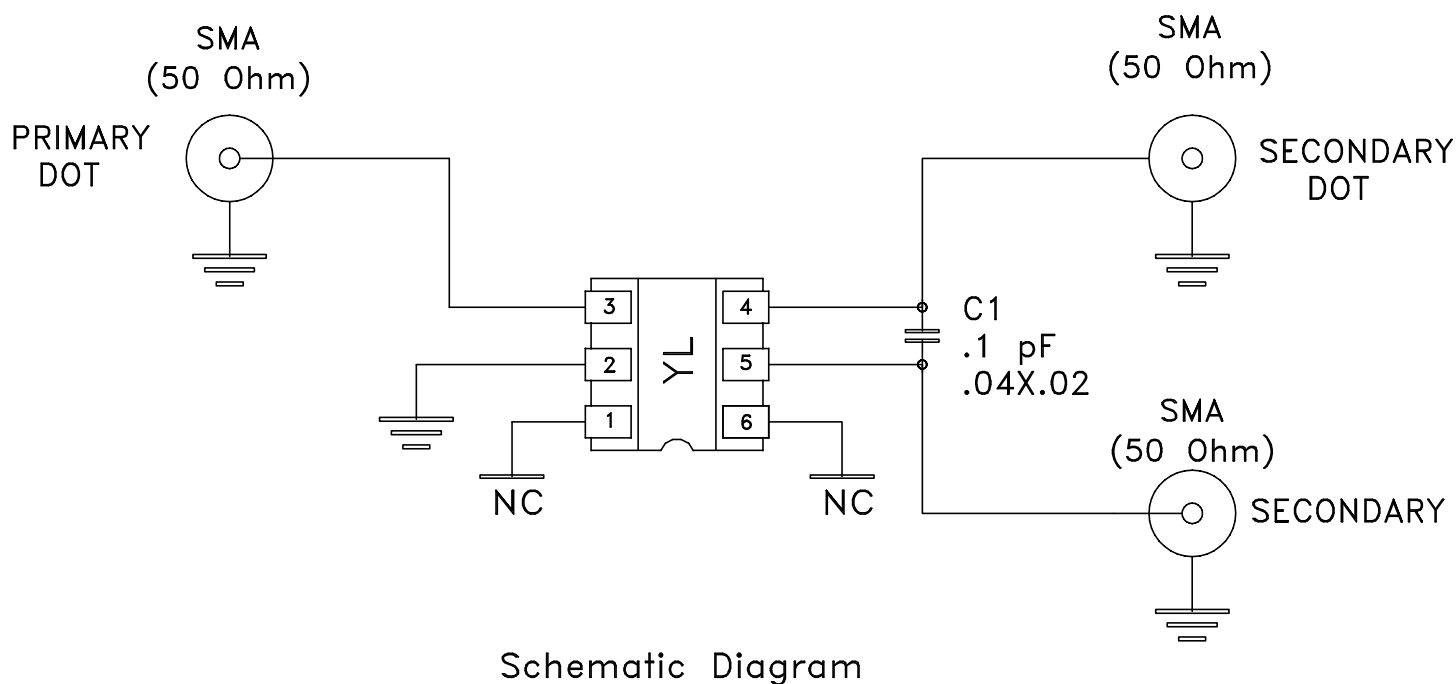 SMA
(50 Ohm)
PRIMARY
DOT
SMA
(50 Ohm)
SECONDARY
DOT
3
2
1
YL
4
5
6
C1
.1 pF
.04X.02
NC
NC
SMA
(50 Ohm)
SECONDARY
Schematic Diagram